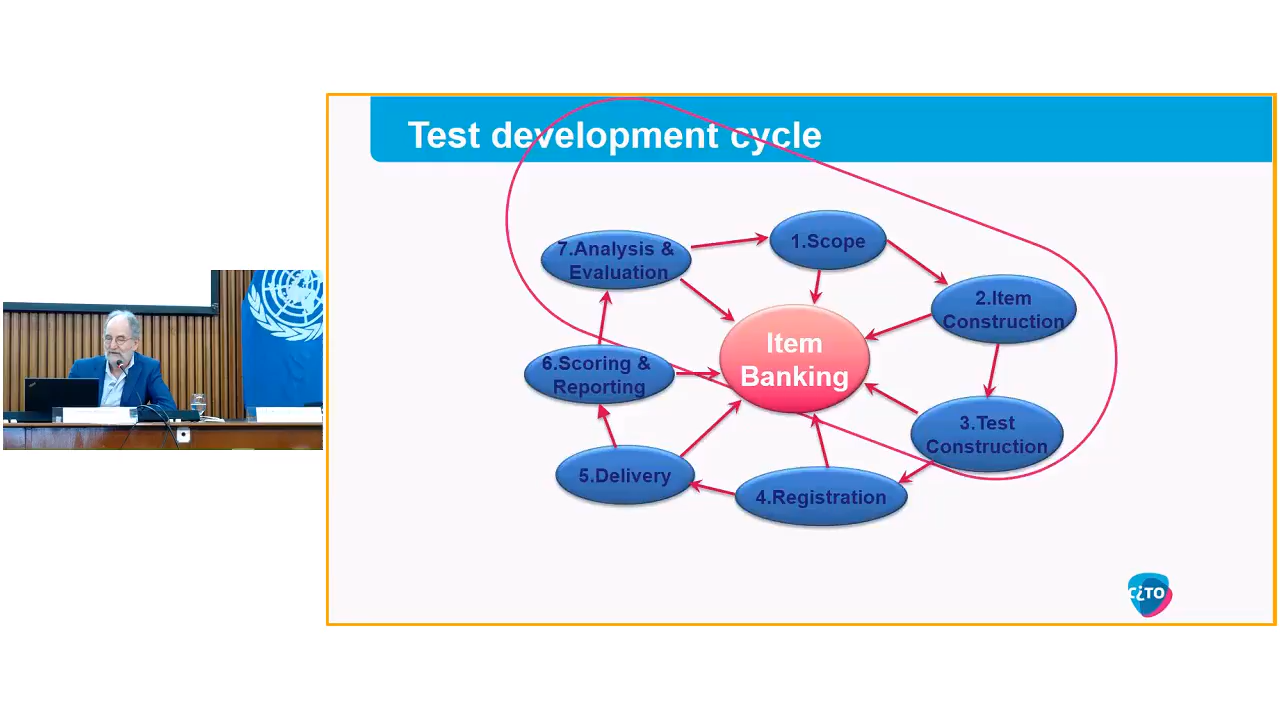 Test development cycle
7.Analysis &
Evaluation
1.Scope
2.Item
Construction
Item
Banking
6.Scoring &
Reporting
3.Test
Construction
5.Delivery
4.Registration
C¿TO